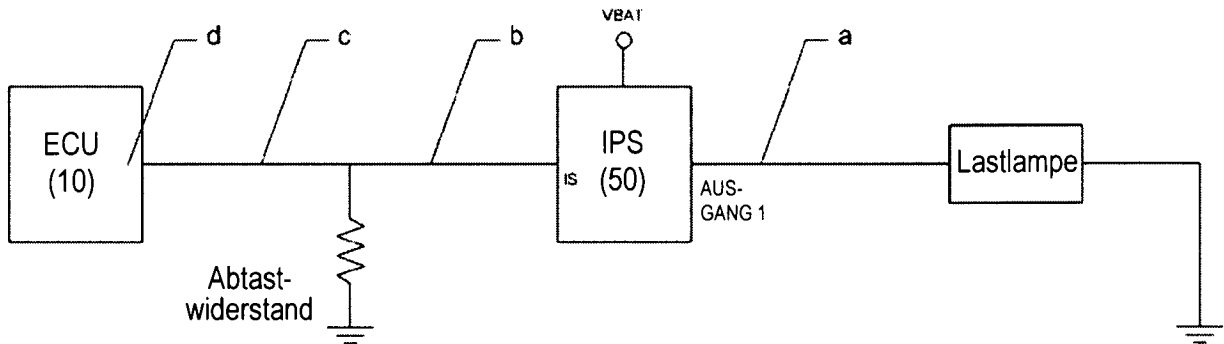 VBAT
d
c
b
a
ECU
(10)
IPS
(50)
IS
AUS-
GANG 1
Lastlampe
Abtast-
widerstand